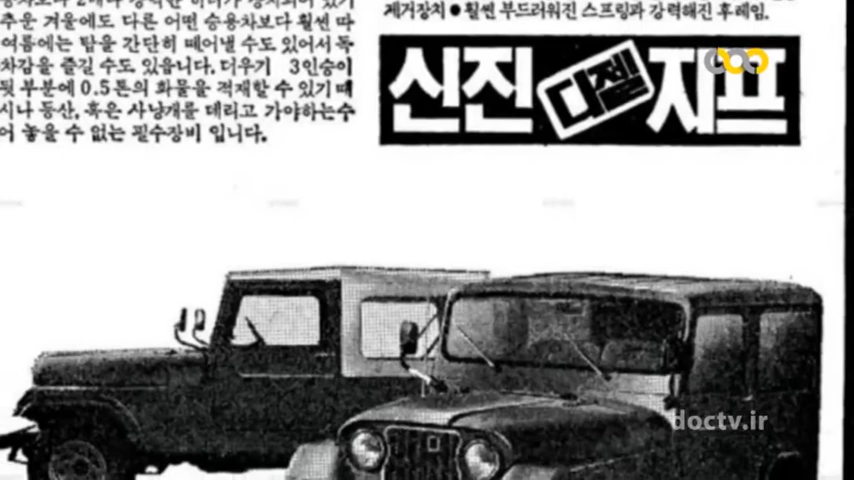 추운 겨울에도 다른 어떤 승용차보다 훨씬 따
여름에는 탑을 간단히 떼어낼 수도 있어서 독
차감을 즐길 수도 있읍니다. 더우기 3인승이
뒷 부분에 0.5톤의 화물을 적재할 수 있기 때
시나 등산, 혹은 사냥개를 데리고 가야하는수
어 놓을 수 없는 필수장비 입니다.
제거장치 ● 훨씬 부드러워진 스프링과 강력해진 후레임.
신진 디젤 지프
doctv.ir